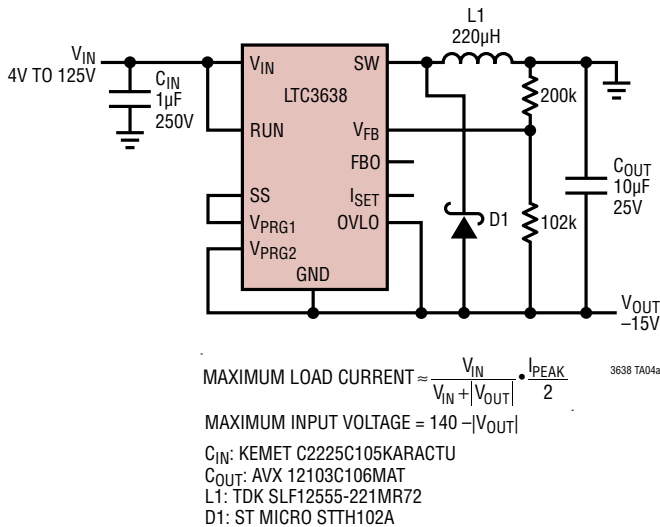 L1
220µH
V_IN
4V TO 125V
C_IN
1µF
250V
V_IN
SW
LTC3638
RUN
V_FB
FBO
SS
I_SET
V_PRG1
OVLO
V_PRG2
GND
200k
102k
D1
C_OUT
10µF
25V
V_OUT
–15V
MAXIMUM LOAD CURRENT ≈ V_IN / (V_IN + |V_OUT|) • I_PEAK / 2
3638 TA04a
MAXIMUM INPUT VOLTAGE = 140 –|V_OUT|
C_IN: KEMET C2225C105KARACTU
C_OUT: AVX 12103C106MAT
L1: TDK SLF12555-221MR72
D1: ST MICRO STTH102A